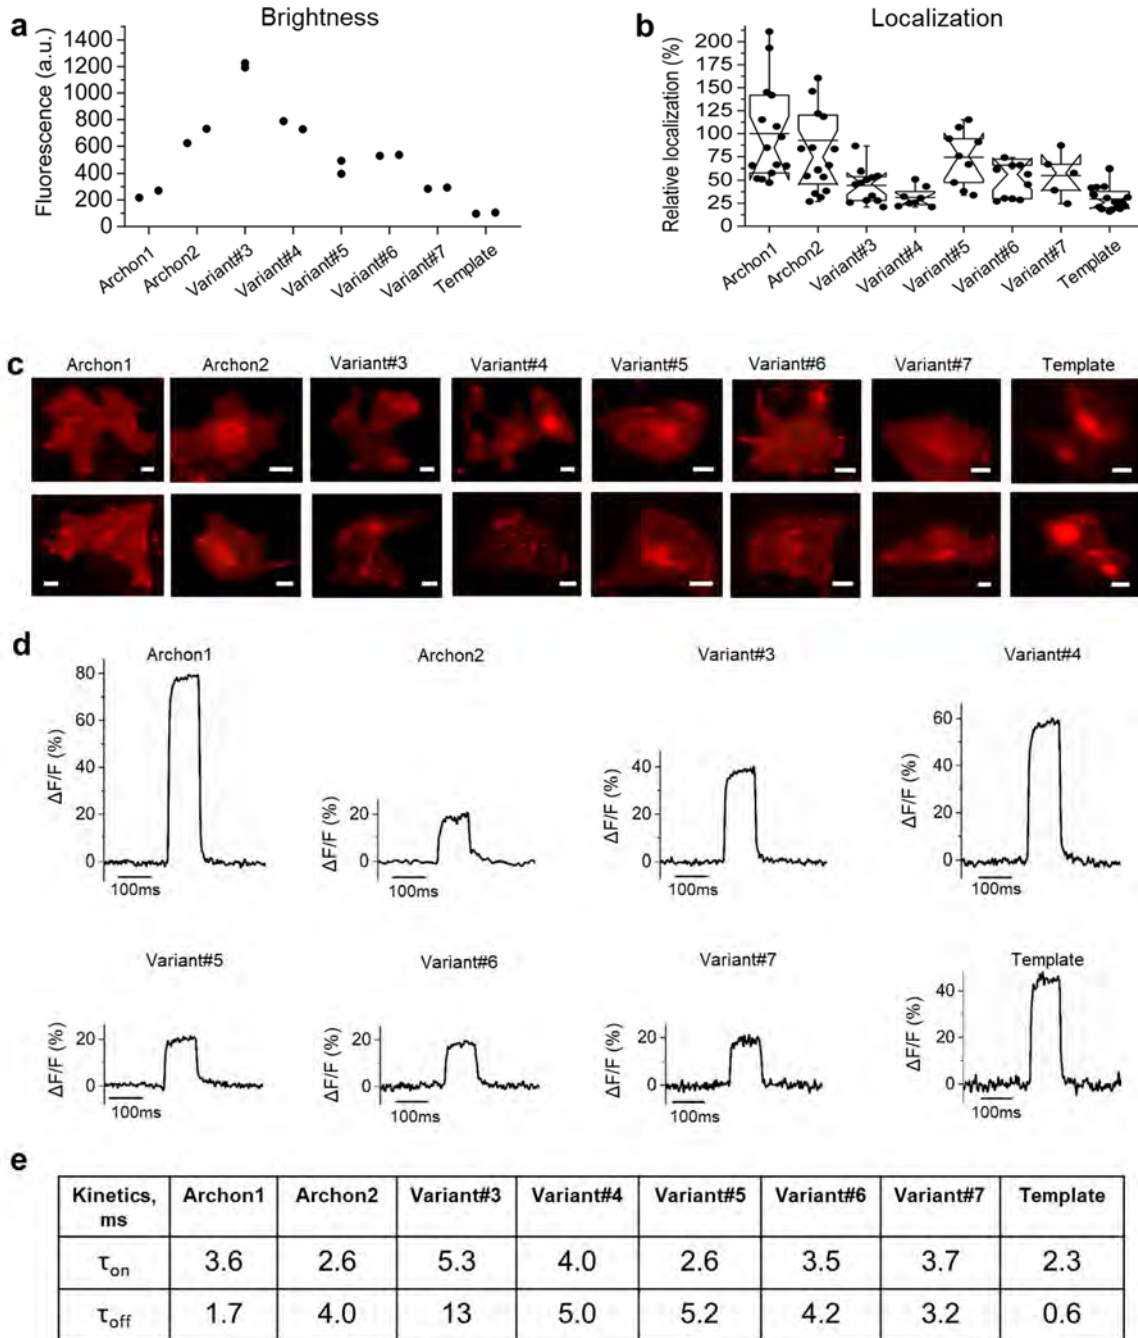 a
Brightness
Fluorescence (a.u.)
1400
1200
1000
800
600
400
200
0
Archon1
Archon2
Variant#3
Variant#4
Variant#5
Variant#6
Variant#7
Template
b
Localization
Relative localization (%)
200
175
150
125
100
75
50
25
0
Archon1
Archon2
Variant#3
Variant#4
Variant#5
Variant#6
Variant#7
Template
c
Archon1 Archon2 Variant#3 Variant#4 Variant#5 Variant#6 Variant#7 Template
d
Archon1
ΔF/F (%)
80
60
40
20
0
100ms
Archon2
ΔF/F (%)
20
0
100ms
Variant#3
ΔF/F (%)
40
20
0
100ms
Variant#4
ΔF/F (%)
60
40
20
0
100ms
Variant#5
ΔF/F (%)
20
0
100ms
Variant#6
ΔF/F (%)
20
0
100ms
Variant#7
ΔF/F (%)
20
0
100ms
Template
ΔF/F (%)
40
20
0
100ms
e
Kinetics, ms Archon1 Archon2 Variant#3 Variant#4 Variant#5 Variant#6 Variant#7 Template
τon 3.6 2.6 5.3 4.0 2.6 3.5 3.7 2.3
τoff 1.7 4.0 13 5.0 5.2 4.2 3.2 0.6